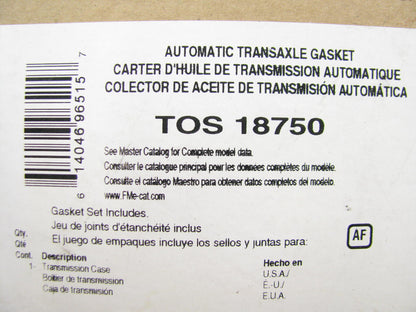 AUTOMATIC TRANSAXLE GASKET
CARTER D'HUILE DE TRANSMISSION AUTOMATIQUE
COLECTOR DE ACEITE DE TRANSMISIÓN AUTOMÁTICA
TOS 18750
6 14046 96515 7
See Master Catalog for Complete model data.
Consulter le catalogue principal pour les données complètes du modèle.
Consulte el catálogo Maestro para obtener datos completos del modelo.
www.FMe-cat.com
Gasket Set Includes.
Jeu de joints d'étanchéité inclus
El juego de empaques incluye los sellos y juntas para:
AF
Qty.
Qté
Cont. Description Hecho en
1- Transmission Case U.S.A./
Boîtier de transmission É.-U./
Caja de transmisión E.U.A.